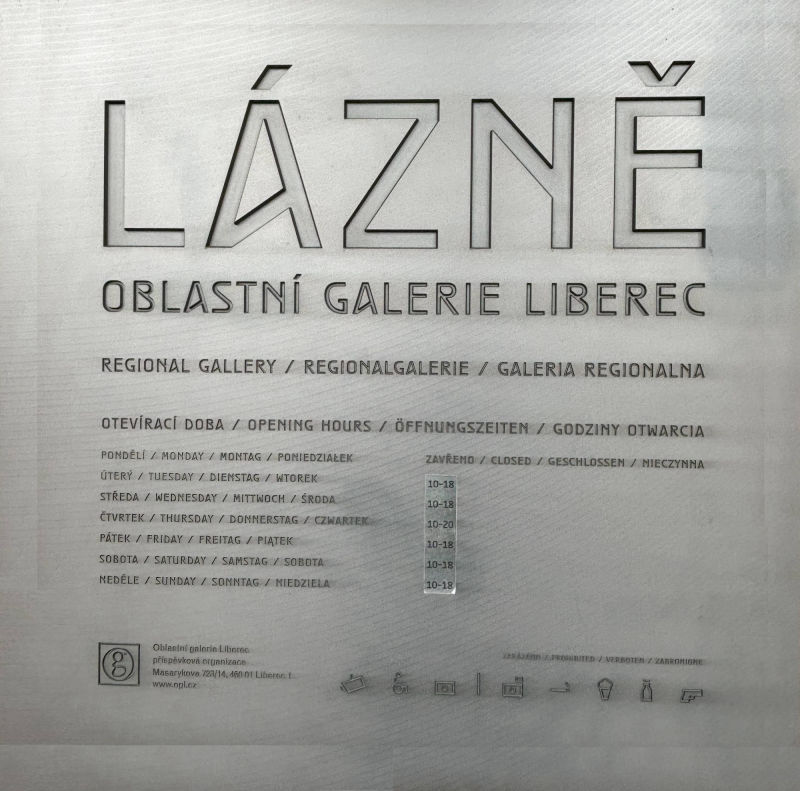 LÁZNĚ
OBLASTNÍ GALERIE LIBEREC
REGIONAL GALLERY / REGIONALGALERIE / GALERIA REGIONALNA
OTEVÍRACÍ DOBA / OPENING HOURS / ÖFFNUNGSZEITEN / GODZINY OTWARCIA
PONDĚLÍ / MONDAY / MONTAG / PONIEDZIAŁEK ZAVŘENO / CLOSED / GESCHLOSSEN / NIECZYNNA
ÚTERÝ / TUESDAY / DIENSTAG / WTOREK 10-18
STŘEDA / WEDNESDAY / MITTWOCH / ŚRODA 10-18
ČTVRTEK / THURSDAY / DONNERSTAG / CZWARTEK 10-20
PÁTEK / FRIDAY / FREITAG / PIĄTEK 10-18
SOBOTA / SATURDAY / SAMSTAG / SOBOTA 10-18
NEDĚLE / SUNDAY / SONNTAG / NIEDZIELA 10-18
g
Oblastní galerie Liberec
příspěvková organizace
Masarykova 723/14, 460 01 Liberec I.
www.ogl.cz
ZAKÁZÁNO / PROHIBITED / VERBOTEN / ZABRONIONE